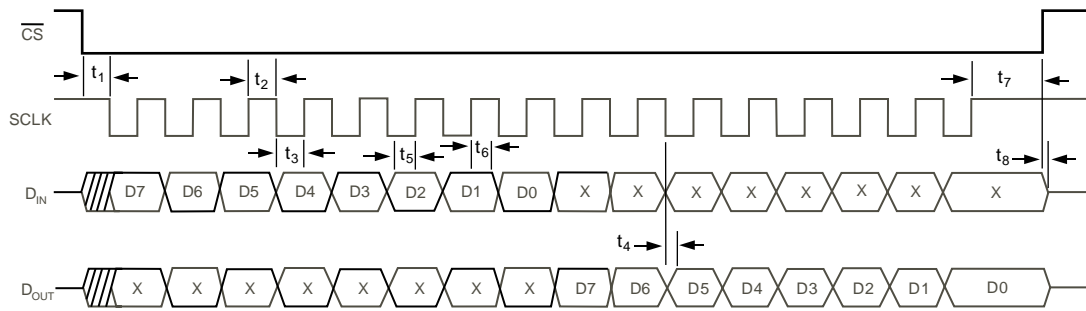 CS
t1 t2 t7
SCLK
t3 t5 t6 t8
DIN D7 D6 D5 D4 D3 D2 D1 D0 X X X X X X X X
t4
DOUT X X X X X X X X D7 D6 D5 D4 D3 D2 D1 D0